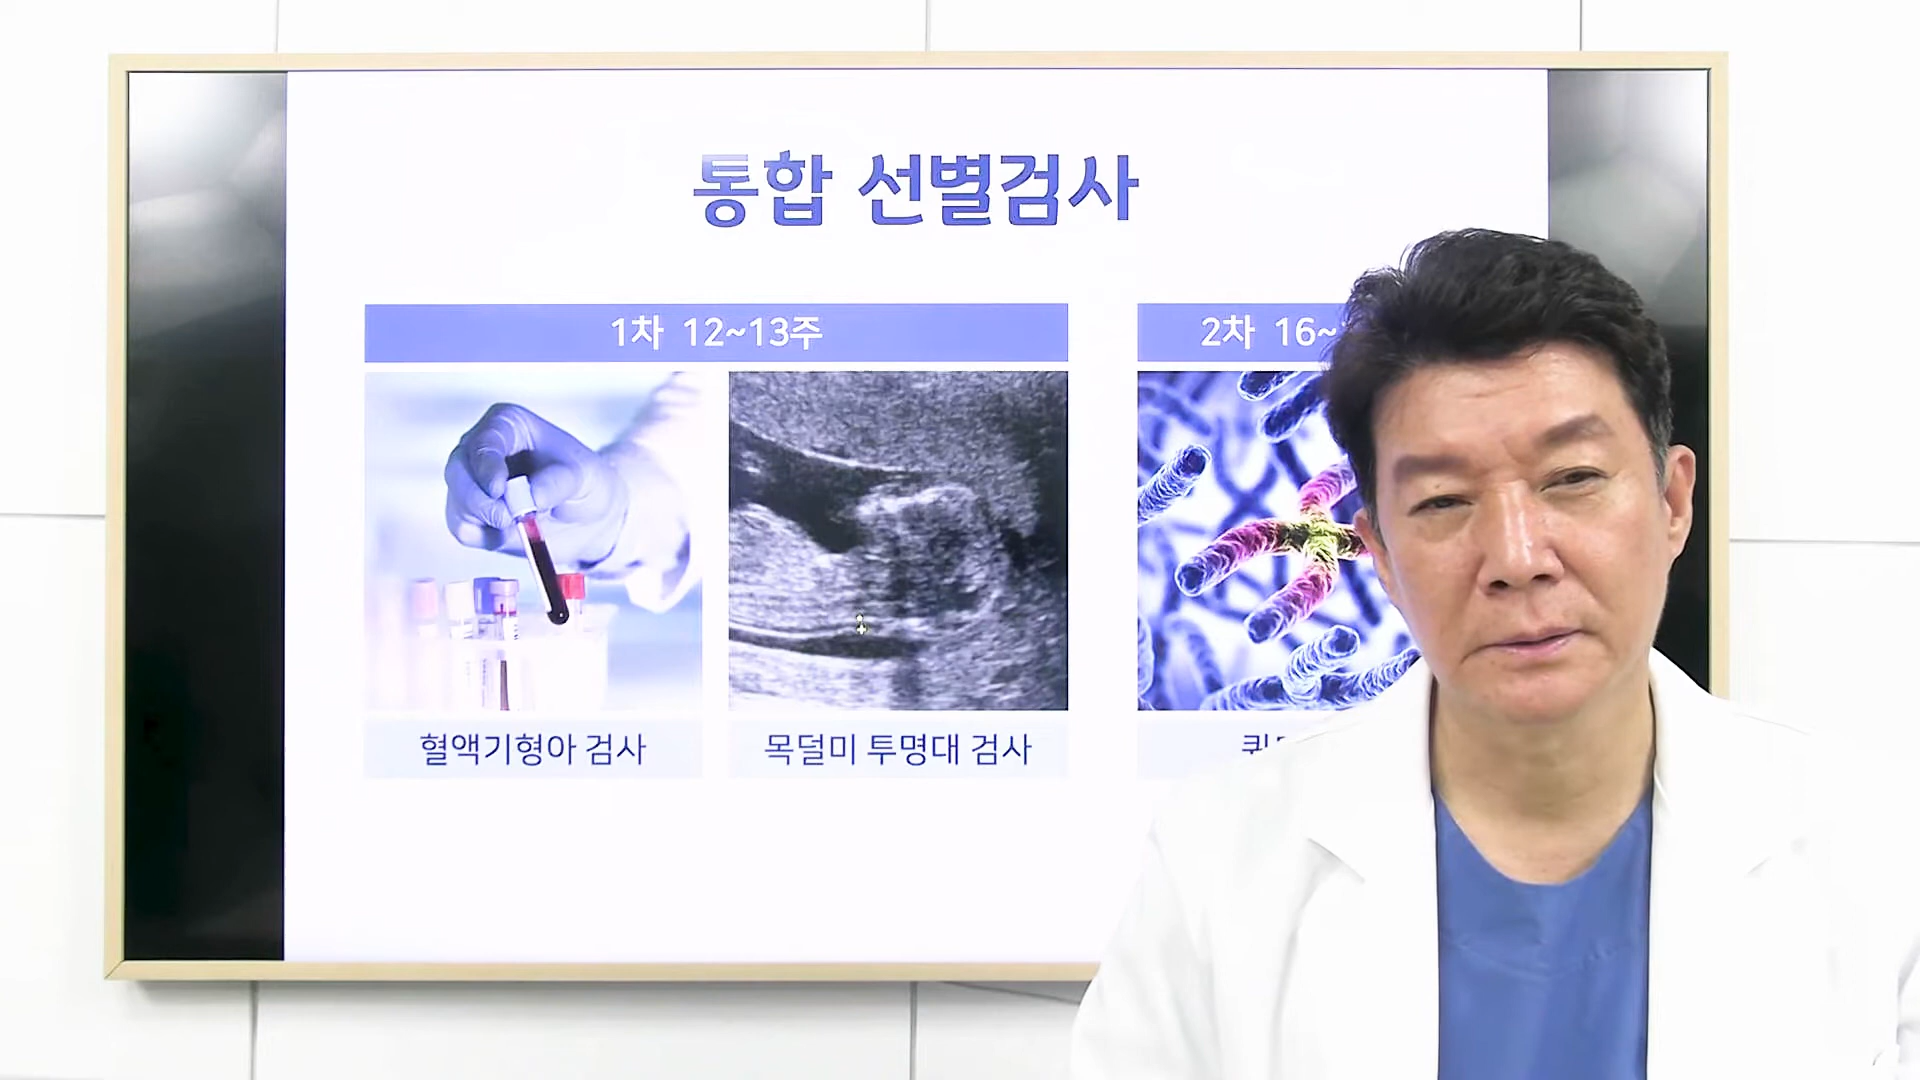 통합 선별검사
1차 12~13주
2차 16~
혈액기형아 검사
목덜미 투명대 검사